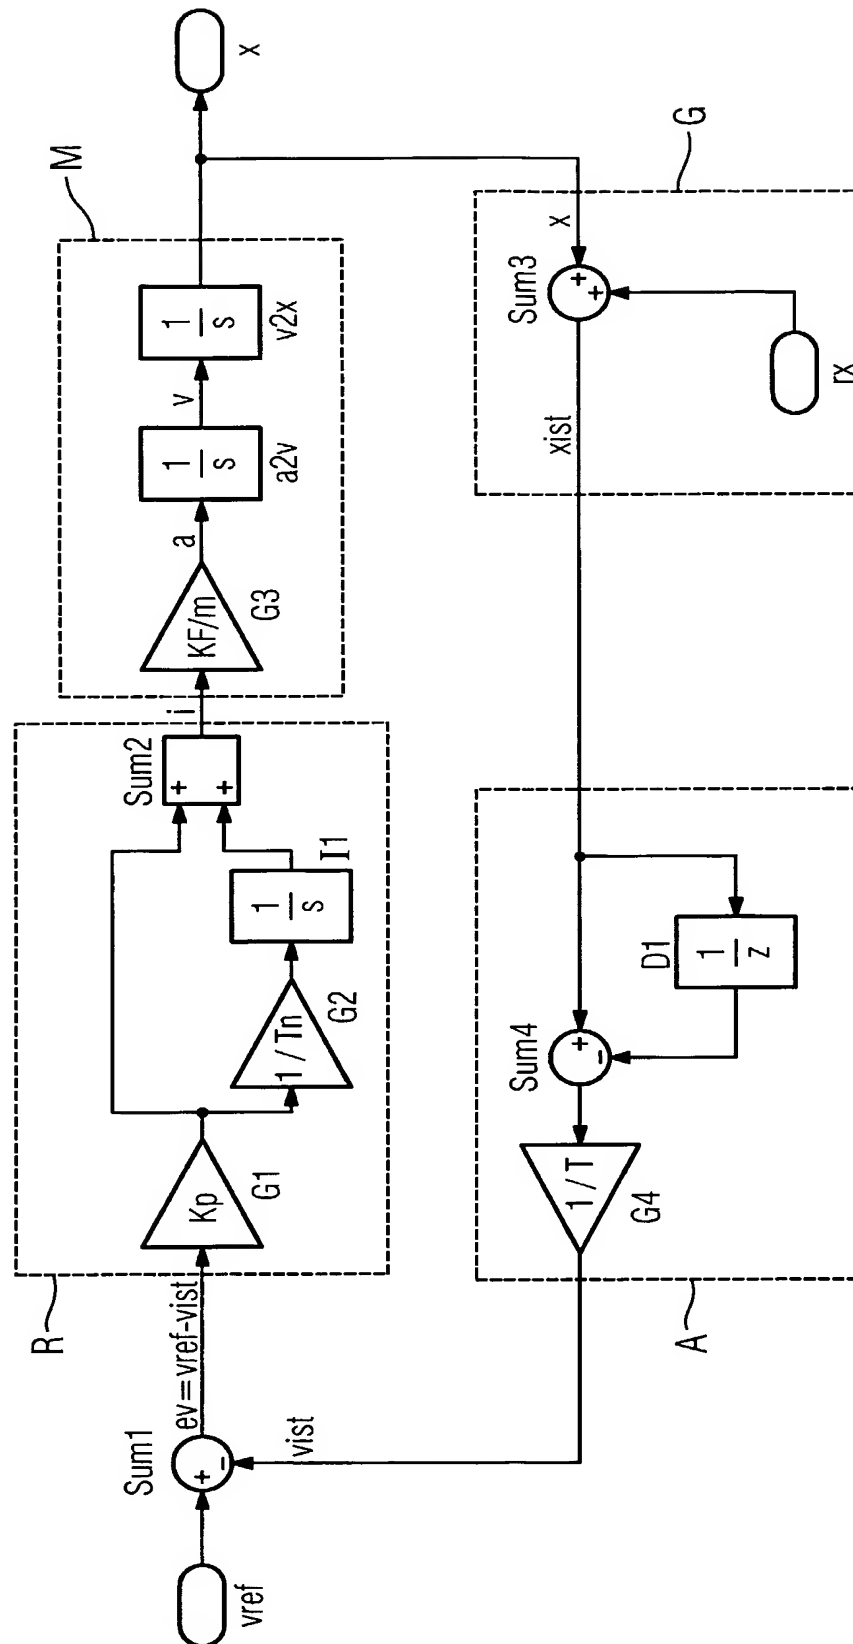 vref
Sum1
+
-
ev=vref-vist
R
Kp
G1
1 / Tn
G2
1
s
I1
Sum2
+
+
i
M
KF/m
G3
a
1
s
a2v
v
1
s
v2x
x
vist
A
1 / T
G4
Sum4
+
-
D1
1
z
xist
G
Sum3
+
+
x
rx